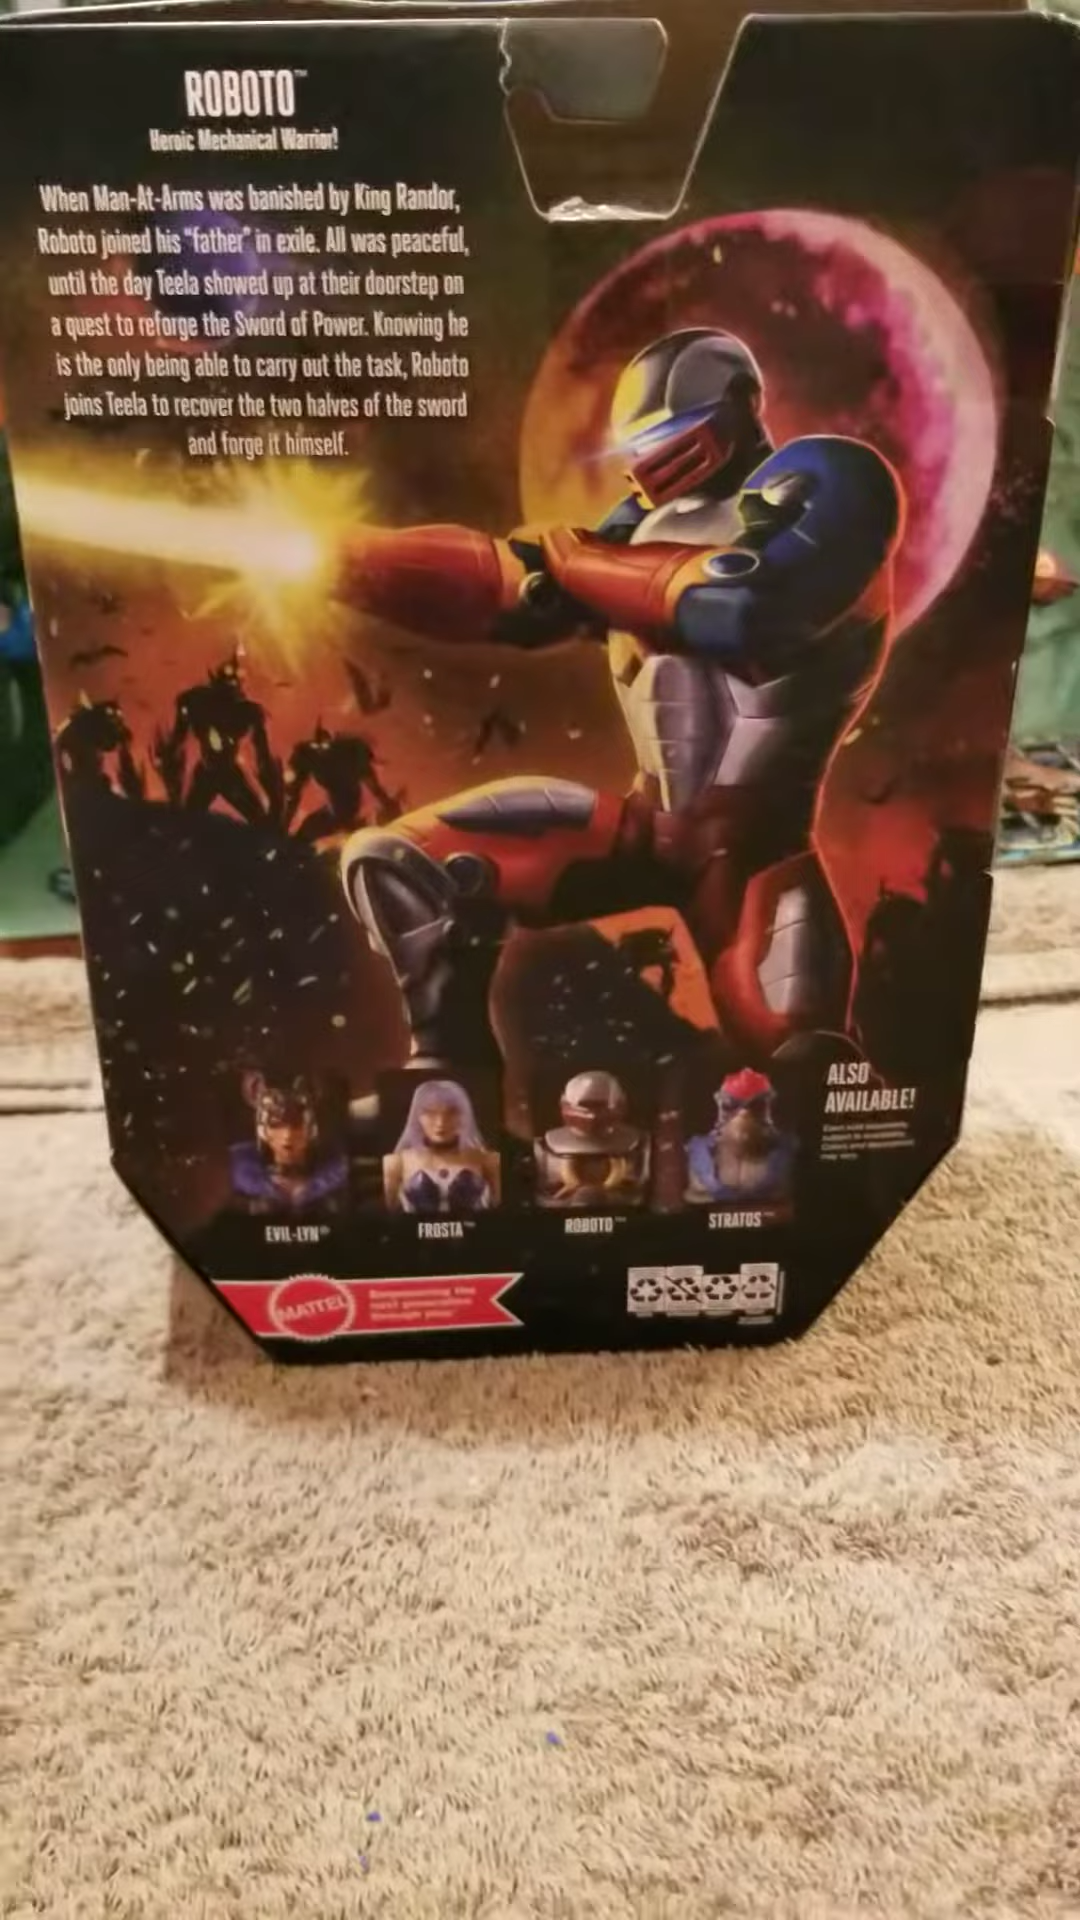 ROBOTO™
Heroic Mechanical Warrior!
When Man-At-Arms was banished by King Randor,
Roboto joined his "father" in exile. All was peaceful,
until the day Teela showed up at their doorstep on
a quest to reforge the Sword of Power. Knowing he
is the only being able to carry out the task, Roboto
joins Teela to recover the two halves of the sword
and forge it himself.
ALSO
AVAILABLE!
EVIL-LYN®
FROSTA™
ROBOTO™
STRATOS™
MATTEL